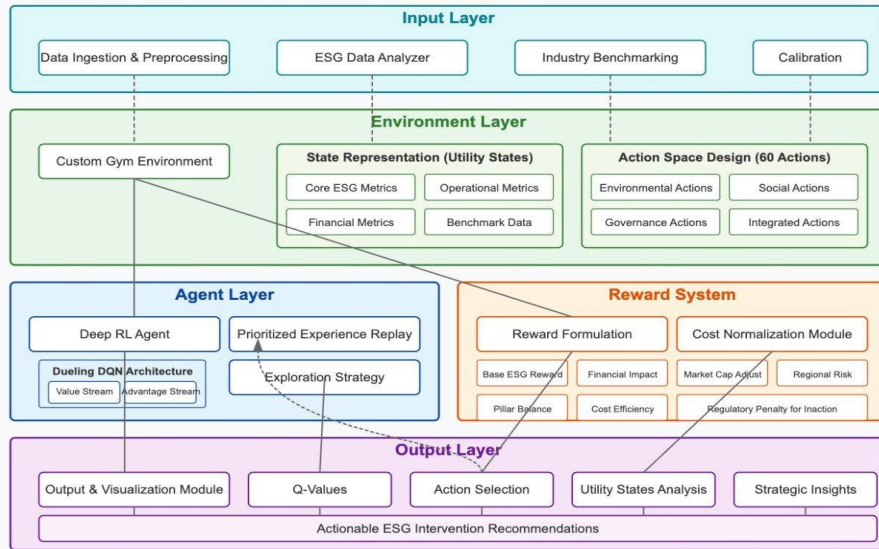 Input Layer
Data Ingestion & Preprocessing
ESG Data Analyzer
Industry Benchmarking
Calibration
Environment Layer
Custom Gym Environment
State Representation (Utility States)
Core ESG Metrics
Operational Metrics
Financial Metrics
Benchmark Data
Action Space Design (60 Actions)
Environmental Actions
Social Actions
Governance Actions
Integrated Actions
Agent Layer
Deep RL Agent
Prioritized Experience Replay
Dueling DQN Architecture
Value Stream
Advantage Stream
Exploration Strategy
Reward System
Reward Formulation
Cost Normalization Module
Base ESG Reward
Financial Impact
Market Cap Adjust
Regional Risk
Pillar Balance
Cost Efficiency
Regulatory Penalty for Inaction
Output Layer
Output & Visualization Module
Q-Values
Action Selection
Utility States Analysis
Strategic Insights
Actionable ESG Intervention Recommendations